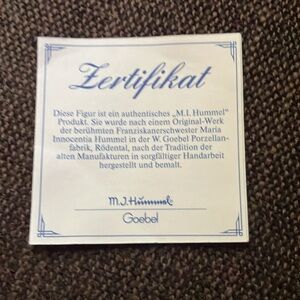 Zertifikat
Diese Figur ist ein authentisches „M.I. Hummel"
Produkt. Sie wurde nach einem Original-Werk
der berühmten Franziskanerschwester Maria
Innocentia Hummel in der W. Goebel Porzellan-
fabrik, Rödental, nach der Tradition der
alten Manufakturen in sorgfältiger Handarbeit
hergestellt und bemalt.
M.J.Hummel
Goebel